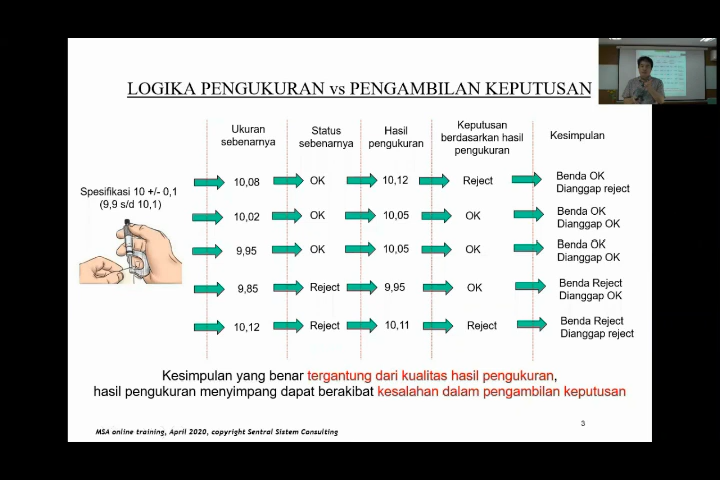 LOGIKA PENGUKURAN vs PENGAMBILAN KEPUTUSAN
Ukuran
sebenarnya
Status
sebenarnya
Hasil
pengukuran
Keputusan
berdasarkan hasil
pengukuran
Kesimpulan
Spesifikasi 10 +/- 0,1
(9,9 s/d 10,1)
10,08
OK
10,12
Reject
Benda OK
Dianggap reject
10,02
OK
10,05
OK
Benda OK
Dianggap OK
9,95
OK
10,05
OK
Benda OK
Dianggap OK
9,85
Reject
9,95
OK
Benda Reject
Dianggap OK
10,12
Reject
10,11
Reject
Benda Reject
Dianggap reject
Kesimpulan yang benar tergantung dari kualitas hasil pengukuran,
hasil pengukuran menyimpang dapat berakibat kesalahan dalam pengambilan keputusan
3
MSA online training, April 2020, copyright Sentral Sistem Consulting